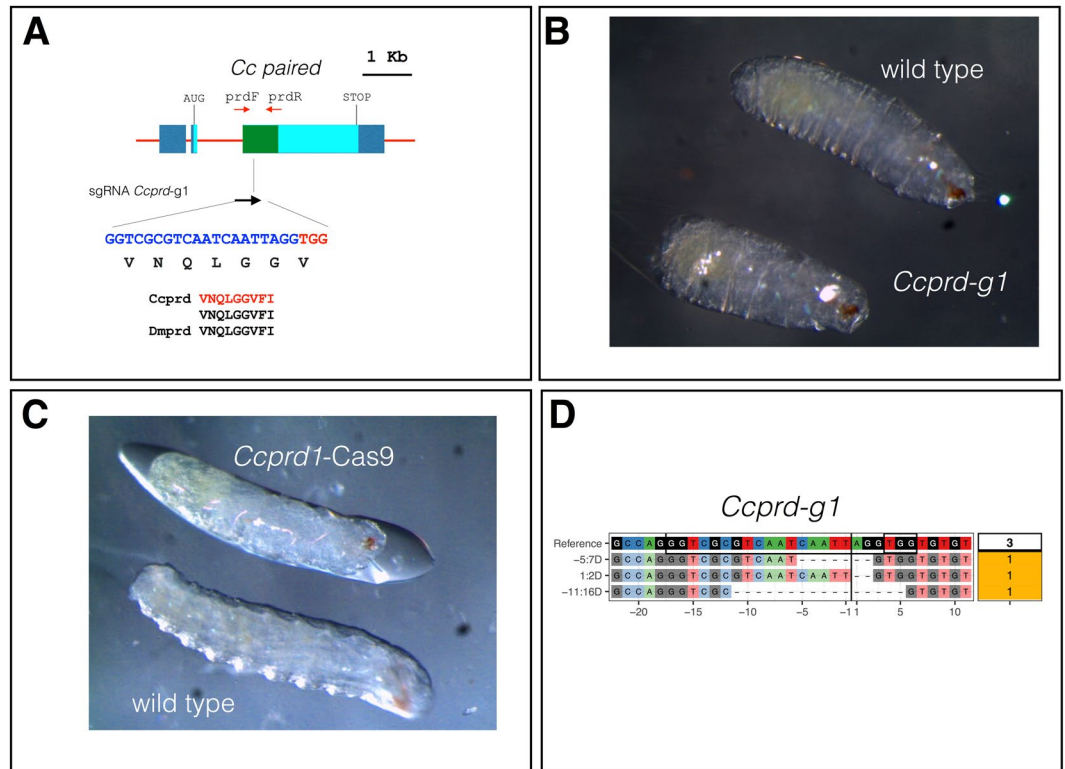 A
Cc paired
1 Kb
AUG
prdF
prdR
STOP
sgRNA Ccprd-g1
GGTCGCGTCAATCAATTAGGTGG
V N Q L G G V
Ccprd VNQLGGVFI
VNQLGGVFI
Dmprd VNQLGGVFI
B
wild type
Ccprd-g1
C
Ccprd1-Cas9
wild type
D
Ccprd-g1
Reference G C C A G G G T C G C G T C A A T C A A T T A G G T G G T G T G T 3
-5:7D G C C A G G G T C G C G T C A A T - - - - - - - G T G G T G T G T 1
1:2D G C C A G G G T C G C G T C A A T C A A T T - - G T G G T G T G T 1
-11:16D G C C A G G G T C G C - - - - - - - - - - - - - - - - G T G T G T 1
-20 -15 -10 -5 -1 1 5 10